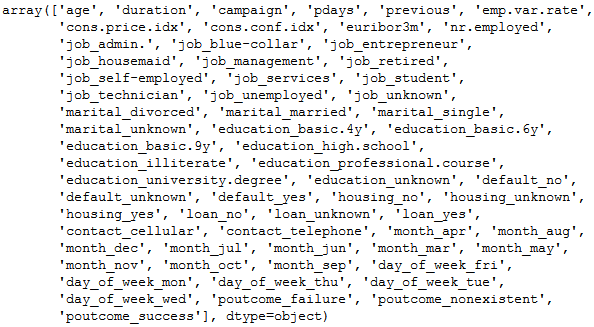 array(['age', 'duration', 'campaign', 'pdays', 'previous', 'emp.var.rate',
'cons.price.idx', 'cons.conf.idx', 'euribor3m', 'nr.employed',
'job_admin.', 'job_blue-collar', 'job_entrepreneur',
'job_housemaid', 'job_management', 'job_retired',
'job_self-employed', 'job_services', 'job_student',
'job_technician', 'job_unemployed', 'job_unknown',
'marital_divorced', 'marital_married', 'marital_single',
'marital_unknown', 'education_basic.4y', 'education_basic.6y',
'education_basic.9y', 'education_high.school',
'education_illiterate', 'education_professional.course',
'education_university.degree', 'education_unknown', 'default_no',
'default_unknown', 'default_yes', 'housing_no', 'housing_unknown',
'housing_yes', 'loan_no', 'loan_unknown', 'loan_yes',
'contact_cellular', 'contact_telephone', 'month_apr', 'month_aug',
'month_dec', 'month_jul', 'month_jun', 'month_mar', 'month_may',
'month_nov', 'month_oct', 'month_sep', 'day_of_week_fri',
'day_of_week_mon', 'day_of_week_thu', 'day_of_week_tue',
'day_of_week_wed', 'poutcome_failure', 'poutcome_nonexistent',
'poutcome_success'], dtype=object)